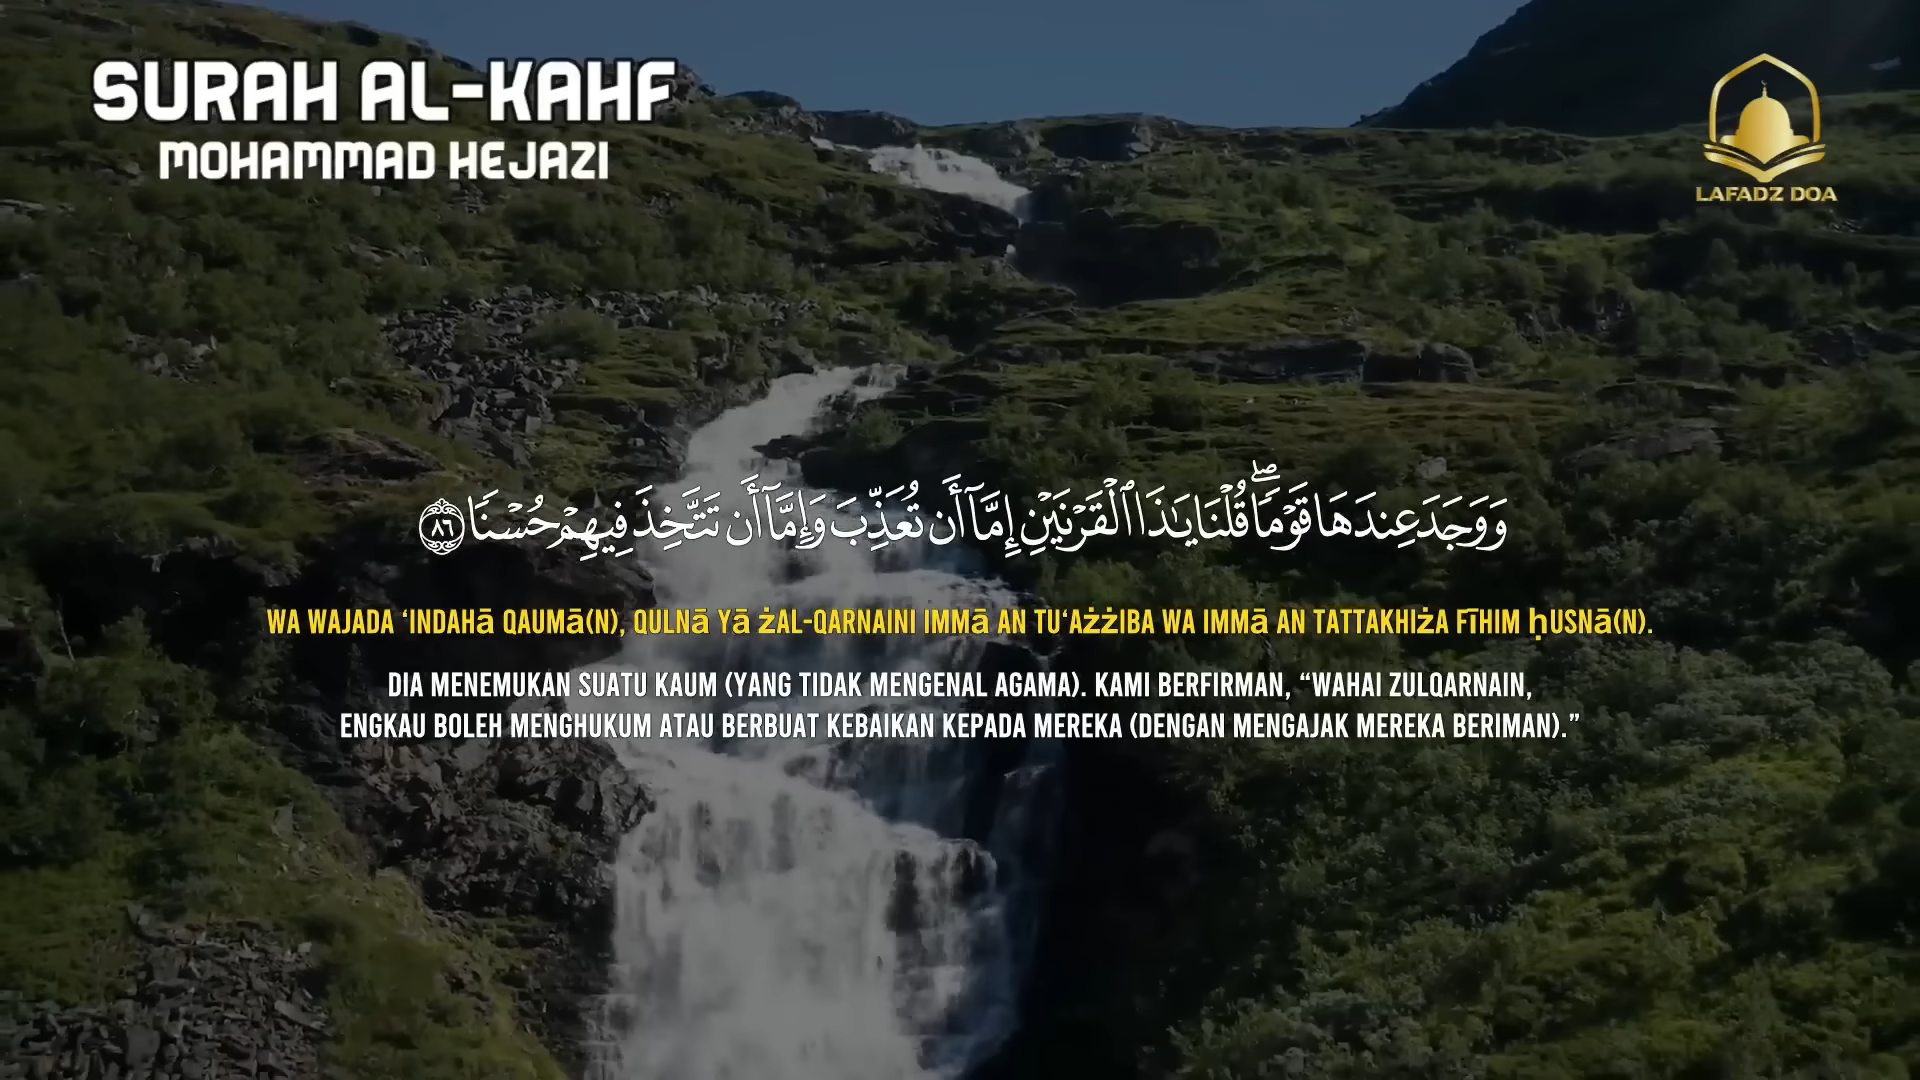 SURAH AL-KAHF
MOHAMMAD HEJAZI
LAFADZ DOA
وَوَجَدَ عِندَهَا قَوْمًاۖ قُلْنَا يَـٰذَا ٱلْقَرْنَيْنِ إِمَّآ أَن تُعَذِّبَ وَإِمَّآ أَن تَتَّخِذَ فِيهِمْ حُسْنًا ٨٦
WA WAJADA ‘INDAHā QAUMā(N), QULNā Yā żAL-QARNAINI IMMā AN TU‘AżżIBA WA IMMā AN TATTAKHIżA FīHIM ḥUSNā(N).
DIA MENEMUKAN SUATU KAUM (YANG TIDAK MENGENAL AGAMA). KAMI BERFIRMAN, “WAHAI ZULQARNAIN,
ENGKAU BOLEH MENGHUKUM ATAU BERBUAT KEBAIKAN KEPADA MEREKA (DENGAN MENGAJAK MEREKA BERIMAN).”